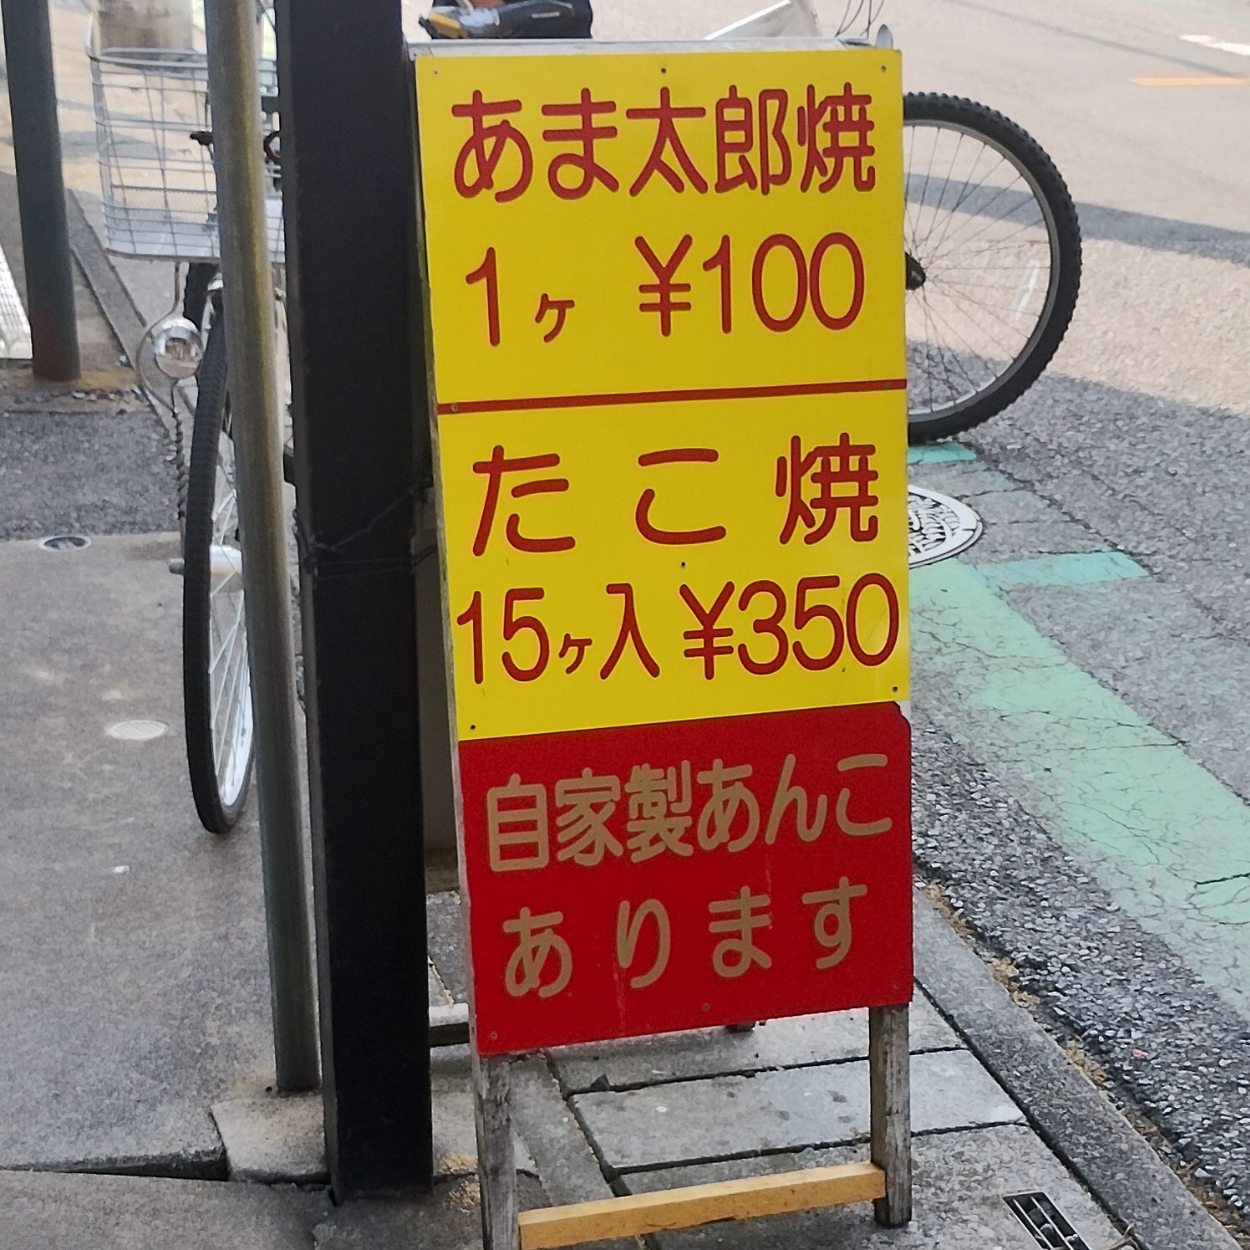 あま太郎焼
1ヶ ¥100
たこ焼
15ヶ入 ¥350
自家製あんこ
あります